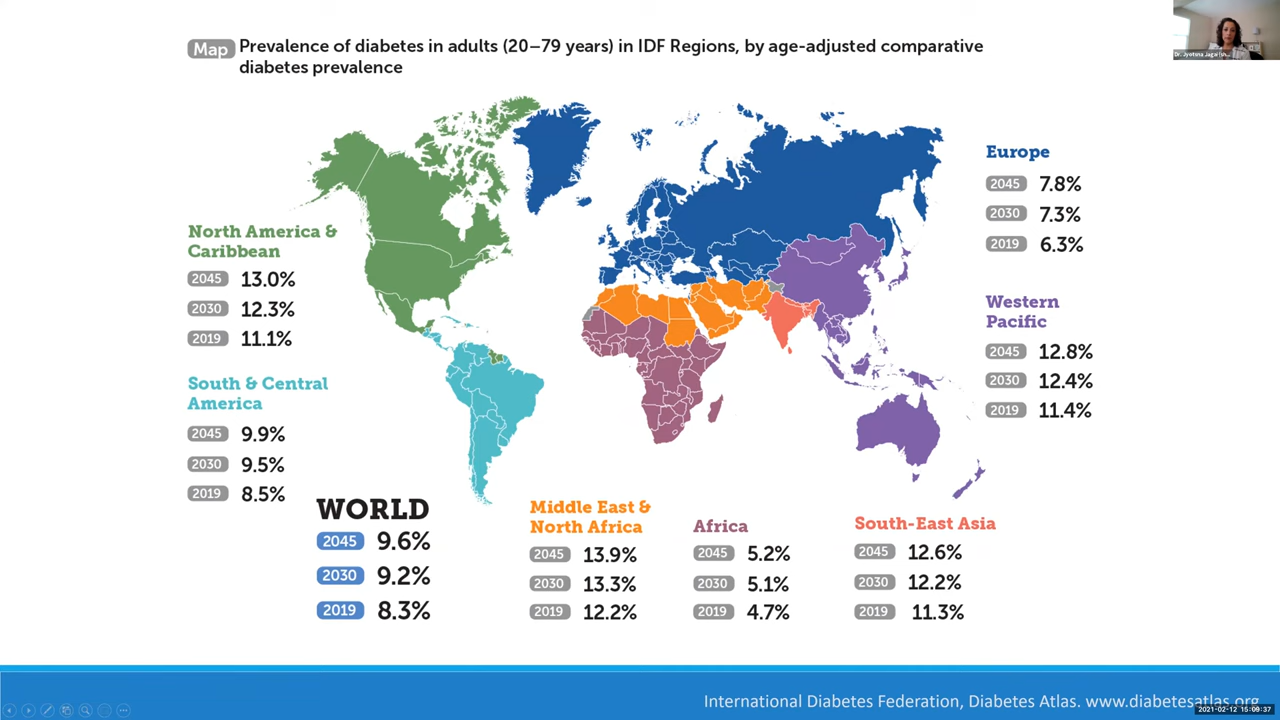 Map
Prevalence of diabetes in adults (20–79 years) in IDF Regions, by age-adjusted comparative
diabetes prevalence
North America &
Caribbean
2045 13.0%
2030 12.3%
2019 11.1%
South & Central
America
2045 9.9%
2030 9.5%
2019 8.5%
WORLD
2045 9.6%
2030 9.2%
2019 8.3%
Middle East &
North Africa
2045 13.9%
2030 13.3%
2019 12.2%
Africa
2045 5.2%
2030 5.1%
2019 4.7%
South-East Asia
2045 12.6%
2030 12.2%
2019 11.3%
Europe
2045 7.8%
2030 7.3%
2019 6.3%
Western
Pacific
2045 12.8%
2030 12.4%
2019 11.4%
International Diabetes Federation, Diabetes Atlas. www.diabetesatlas.org
2021-02-12 15:09:37